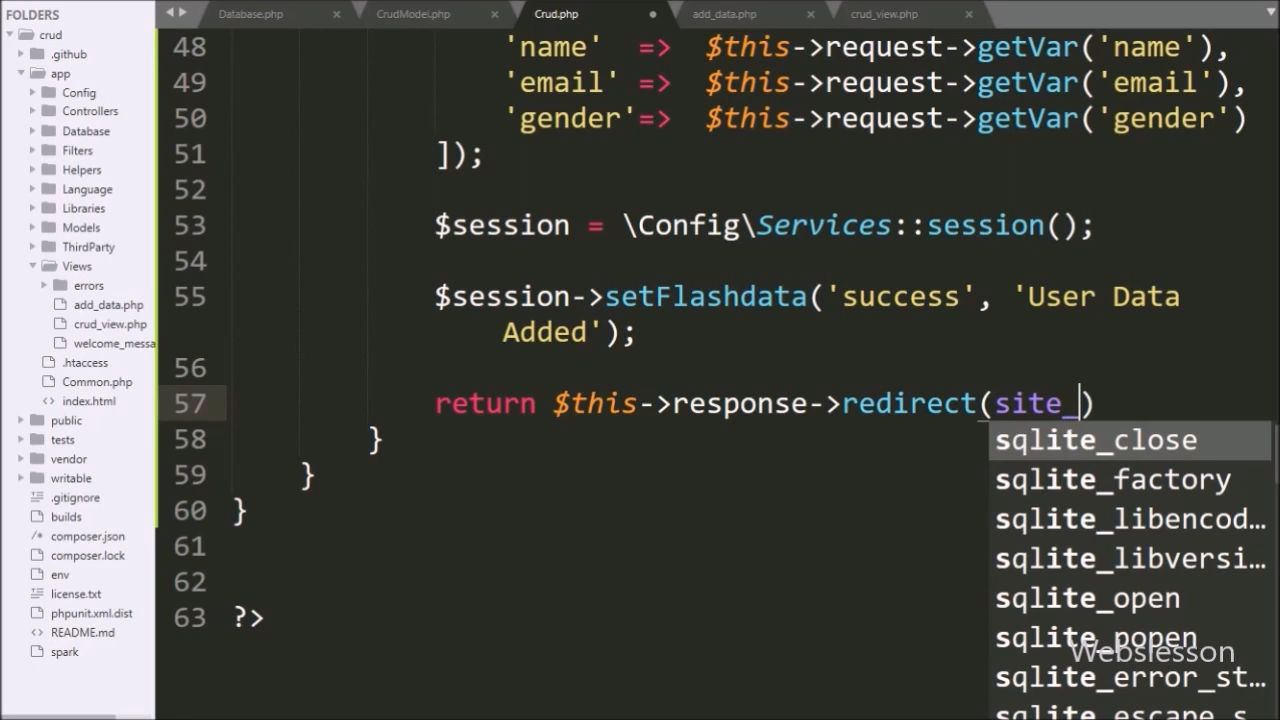 FOLDERS
crud
.github
app
Config
Controllers
Database
Filters
Helpers
Language
Libraries
Models
ThirdParty
Views
errors
add_data.php
crud_view.php
welcome_messa
.htaccess
Common.php
index.html
public
tests
vendor
writable
.gitignore
builds
composer.json
composer.lock
env
license.txt
phpunit.xml.dist
README.md
spark
Database.php × CrudModel.php × Crud.php add_data.php × crud_view.php ×
48 'name' => $this->request->getVar('name'),
49 'email' => $this->request->getVar('email'),
50 'gender'=> $this->request->getVar('gender')
51 ]);
52
53 $session = \Config\Services::session();
54
55 $session->setFlashdata('success', 'User Data
Added');
56
57 return $this->response->redirect(site_)
58 }
59 }
60 }
61
62
63 ?>
sqlite_close
sqlite_factory
sqlite_libencod…
sqlite_libversi…
sqlite_open
sqlite_popen
sqlite_error_st…
sqlite_escape_s
Webslesson